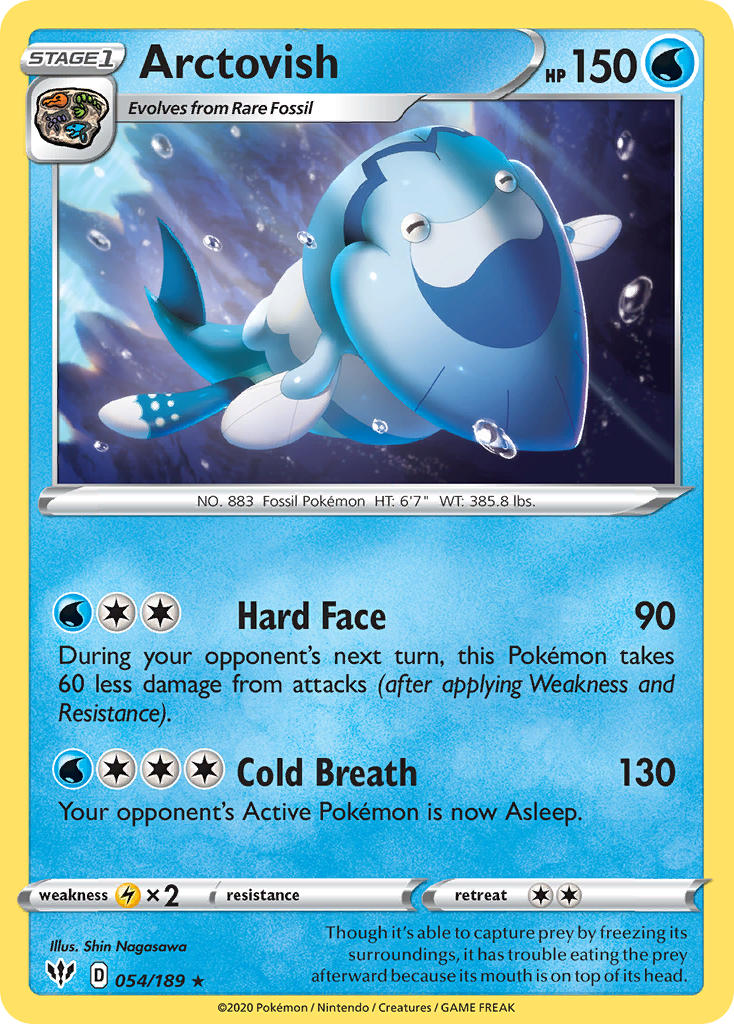 STAGE1
Arctovish
HP 150
Evolves from Rare Fossil
NO. 883 Fossil Pokémon HT: 6'7" WT: 385.8 lbs.
Hard Face 90
During your opponent's next turn, this Pokémon takes
60 less damage from attacks (after applying Weakness and
Resistance).
Cold Breath 130
Your opponent's Active Pokémon is now Asleep.
weakness ×2 resistance retreat
Illus. Shin Nagasawa
D 054/189 ★
Though it's able to capture prey by freezing its
surroundings, it has trouble eating the prey
afterward because its mouth is on top of its head.
©2020 Pokémon / Nintendo / Creatures / GAME FREAK